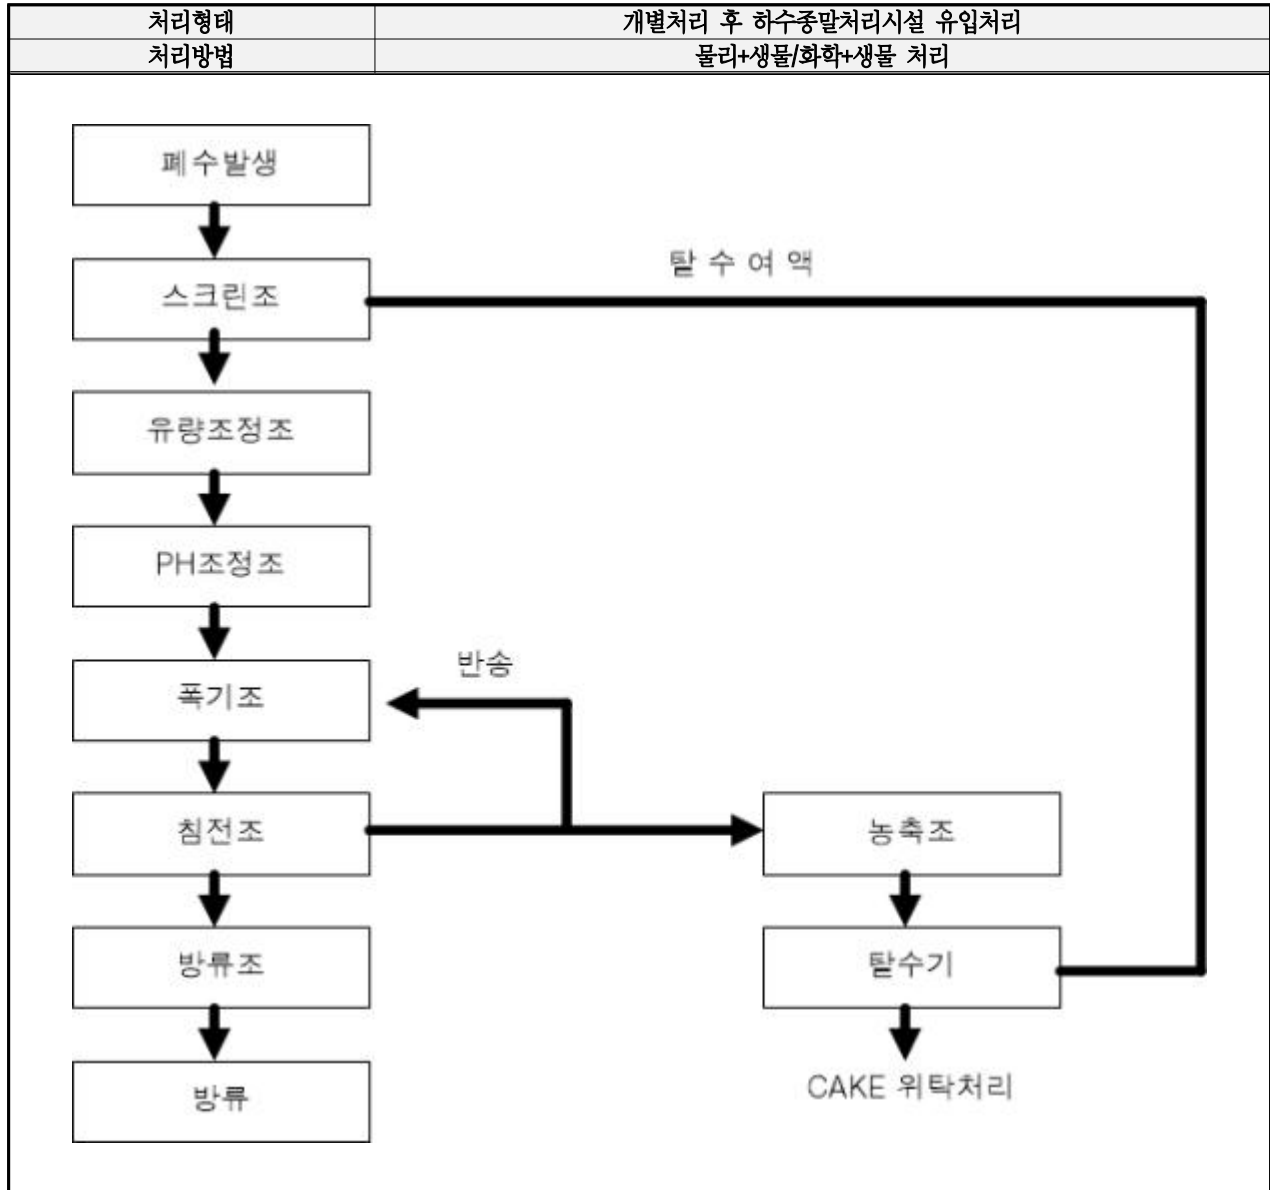 처리형태 개별처리 후 하수종말처리시설 유입처리
처리방법 물리+생물/화학+생물 처리
폐수발생
탈수여액
스크린조
유량조정조
PH조정조
반송
폭기조
침전조
농축조
방류조
탈수기
CAKE 위탁처리
방류